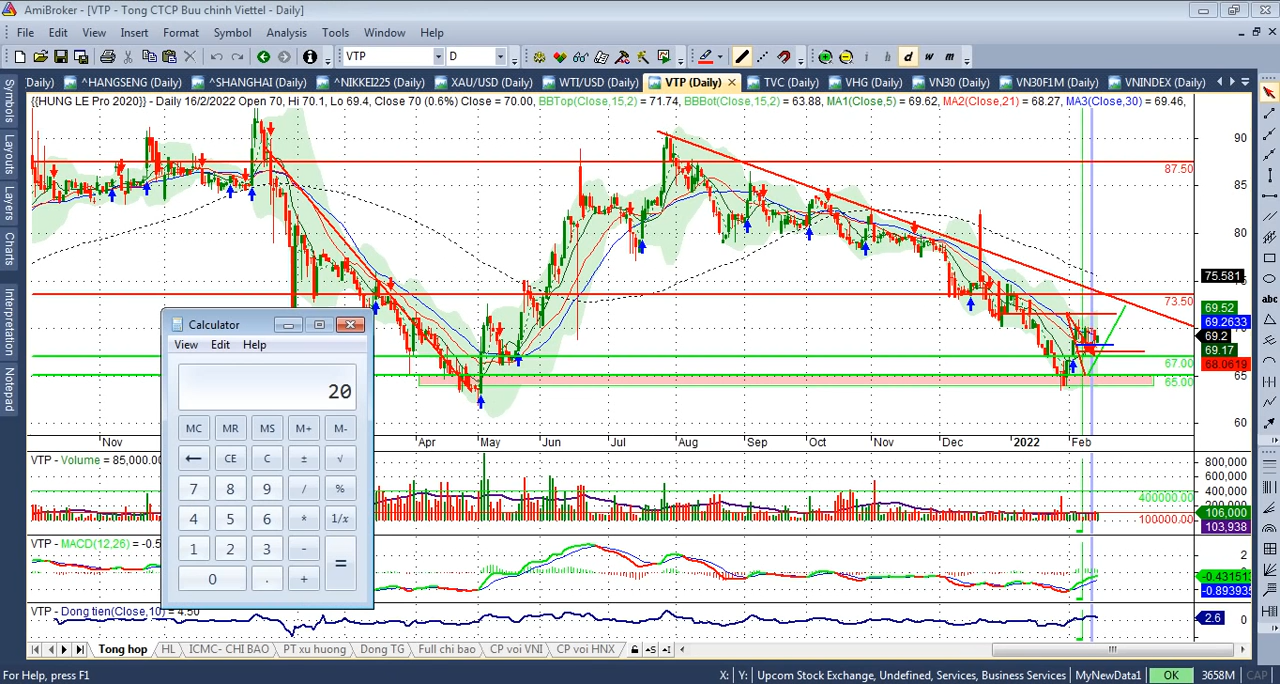 AmiBroker - [VTP - Tong CTCP Buu chinh Viettel - Daily]
File Edit View Insert Format Symbol Analysis Tools Window Help
VTP D i h d w m
Symbols
Layouts
Layers
Charts
Interpretation
Notepad
Daily) ^HANGSENG (Daily) ^SHANGHAI (Daily) ^NIKKEI225 (Daily) XAU/USD (Daily) WTI/USD (Daily) VTP (Daily) TVC (Daily) VHG (Daily) VN30 (Daily) VN30F1M (Daily) VNINDEX (Daily)
{{HUNG LE Pro 2020}} - Daily 16/2/2022 Open 70, Hi 70.1, Lo 69.4, Close 70 (0.6%) Close = 70.00, BBTop(Close,15,2) = 71.74, BBBot(Close,15,2) = 63.88, MA1(Close,5) = 69.62, MA2(Close,21) = 68.27, MA3(Close,30) = 69.46,
90
87.50
85
80
75.581
73.50
69.52
69.2633
69.2
69.17
67.00
68.0619
65
65.00
60
Nov Apr May Jun Jul Aug Sep Oct Nov Dec 2022 Feb
abc
Calculator
View Edit Help
20
MC MR MS M+ M-
← CE C ± √
7 8 9 / %
4 5 6 * 1/x
1 2 3 - =
0 . +
VTP - Volume = 85,000.00
800,000
600,000
400,000
400000.00
106,000
100000.00
103,938
VTP - MACD(12,26) = -0.5
2
-0.43151
-0.893935
VTP - Dong tien(Close,10) = 4.50
2.6 0
Tong hop HL ICMC- CHI BAO PT xu huong Dong TG Full chi bao CP voi VNI CP voi HNX
For Help, press F1 X: Y: Upcom Stock Exchange, Undefined, Services, Business Services MyNewData1 OK 3658M CAP